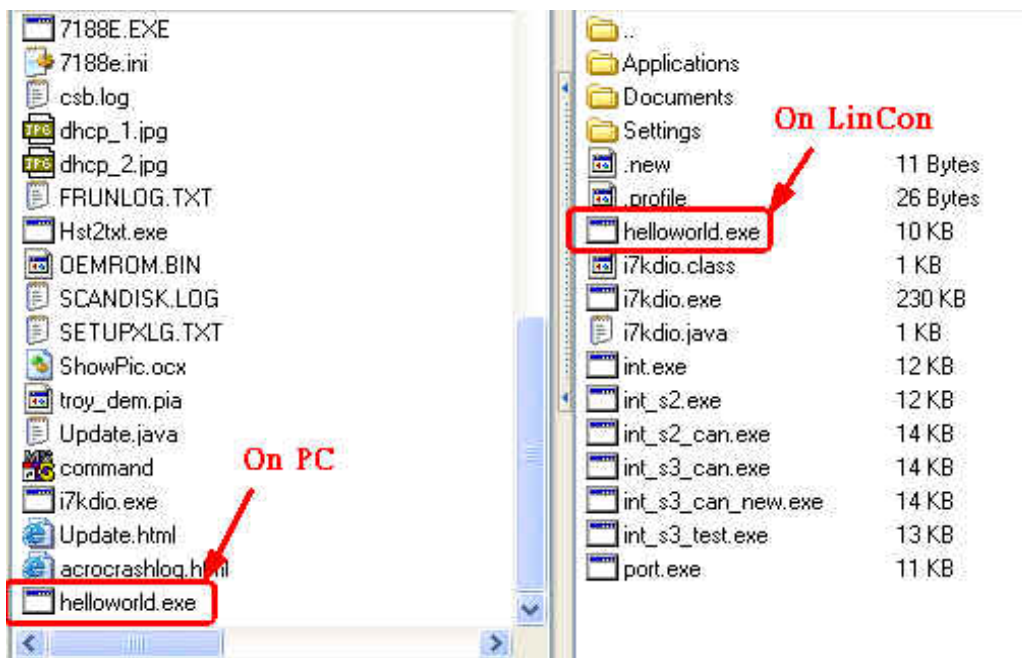 7188E.EXE
7188e.ini
csb.log
dhcp_1.jpg
dhcp_2.jpg
FRUNLOG.TXT
Hst2txt.exe
OEMROM.BIN
SCANDISK.LOG
SETUPXLG.TXT
ShowPic.ocx
troy_dem.pia
Update.java
command
On PC
i7kdio.exe
Update.html
acrocrashlog.html
helloworld.exe
..
Applications
Documents
Settings
On LinCon
.new 11 Bytes
.profile 26 Bytes
helloworld.exe 10 KB
i7kdio.class 1 KB
i7kdio.exe 230 KB
i7kdio.java 1 KB
int.exe 12 KB
int_s2.exe 12 KB
int_s2_can.exe 14 KB
int_s3_can.exe 14 KB
int_s3_can_new.exe 14 KB
int_s3_test.exe 13 KB
port.exe 11 KB